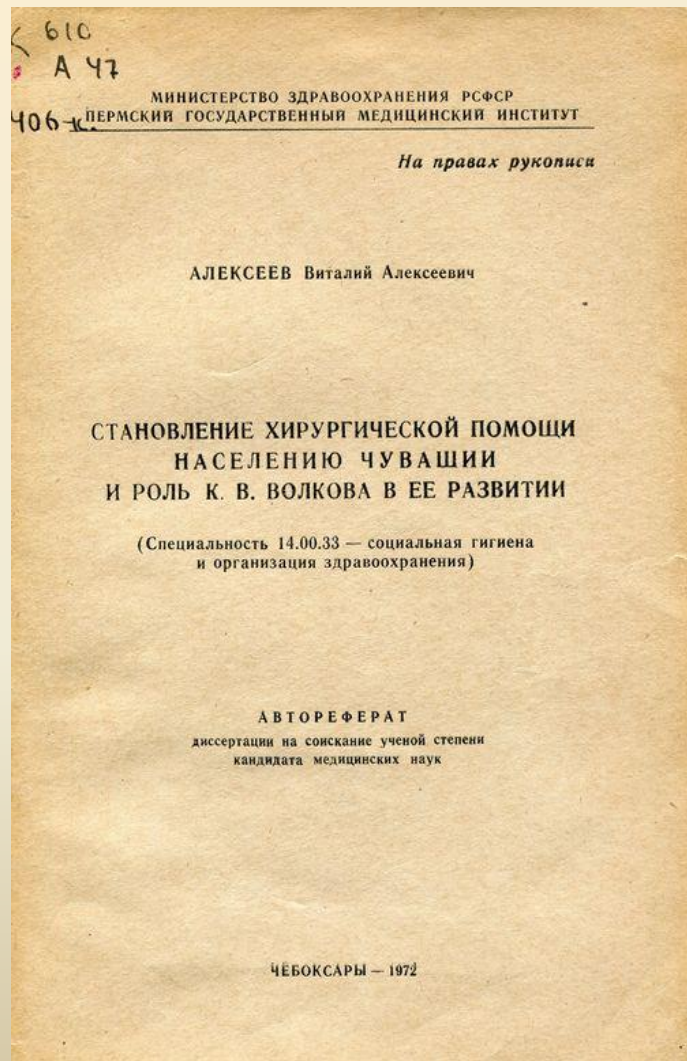 К 610
А 47
МИНИСТЕРСТВО ЗДРАВООХРАНЕНИЯ РСФСР
406-к. ПЕРМСКИЙ ГОСУДАРСТВЕННЫЙ МЕДИЦИНСКИЙ ИНСТИТУТ
На правах рукописи
АЛЕКСЕЕВ Виталий Алексеевич
СТАНОВЛЕНИЕ ХИРУРГИЧЕСКОЙ ПОМОЩИ
НАСЕЛЕНИЮ ЧУВАШИИ
И РОЛЬ К. В. ВОЛКОВА В ЕЕ РАЗВИТИИ
(Специальность 14.00.33 — социальная гигиена
и организация здравоохранения)
АВТОРЕФЕРАТ
диссертации на соискание ученой степени
кандидата медицинских наук
ЧЕБОКСАРЫ — 1972